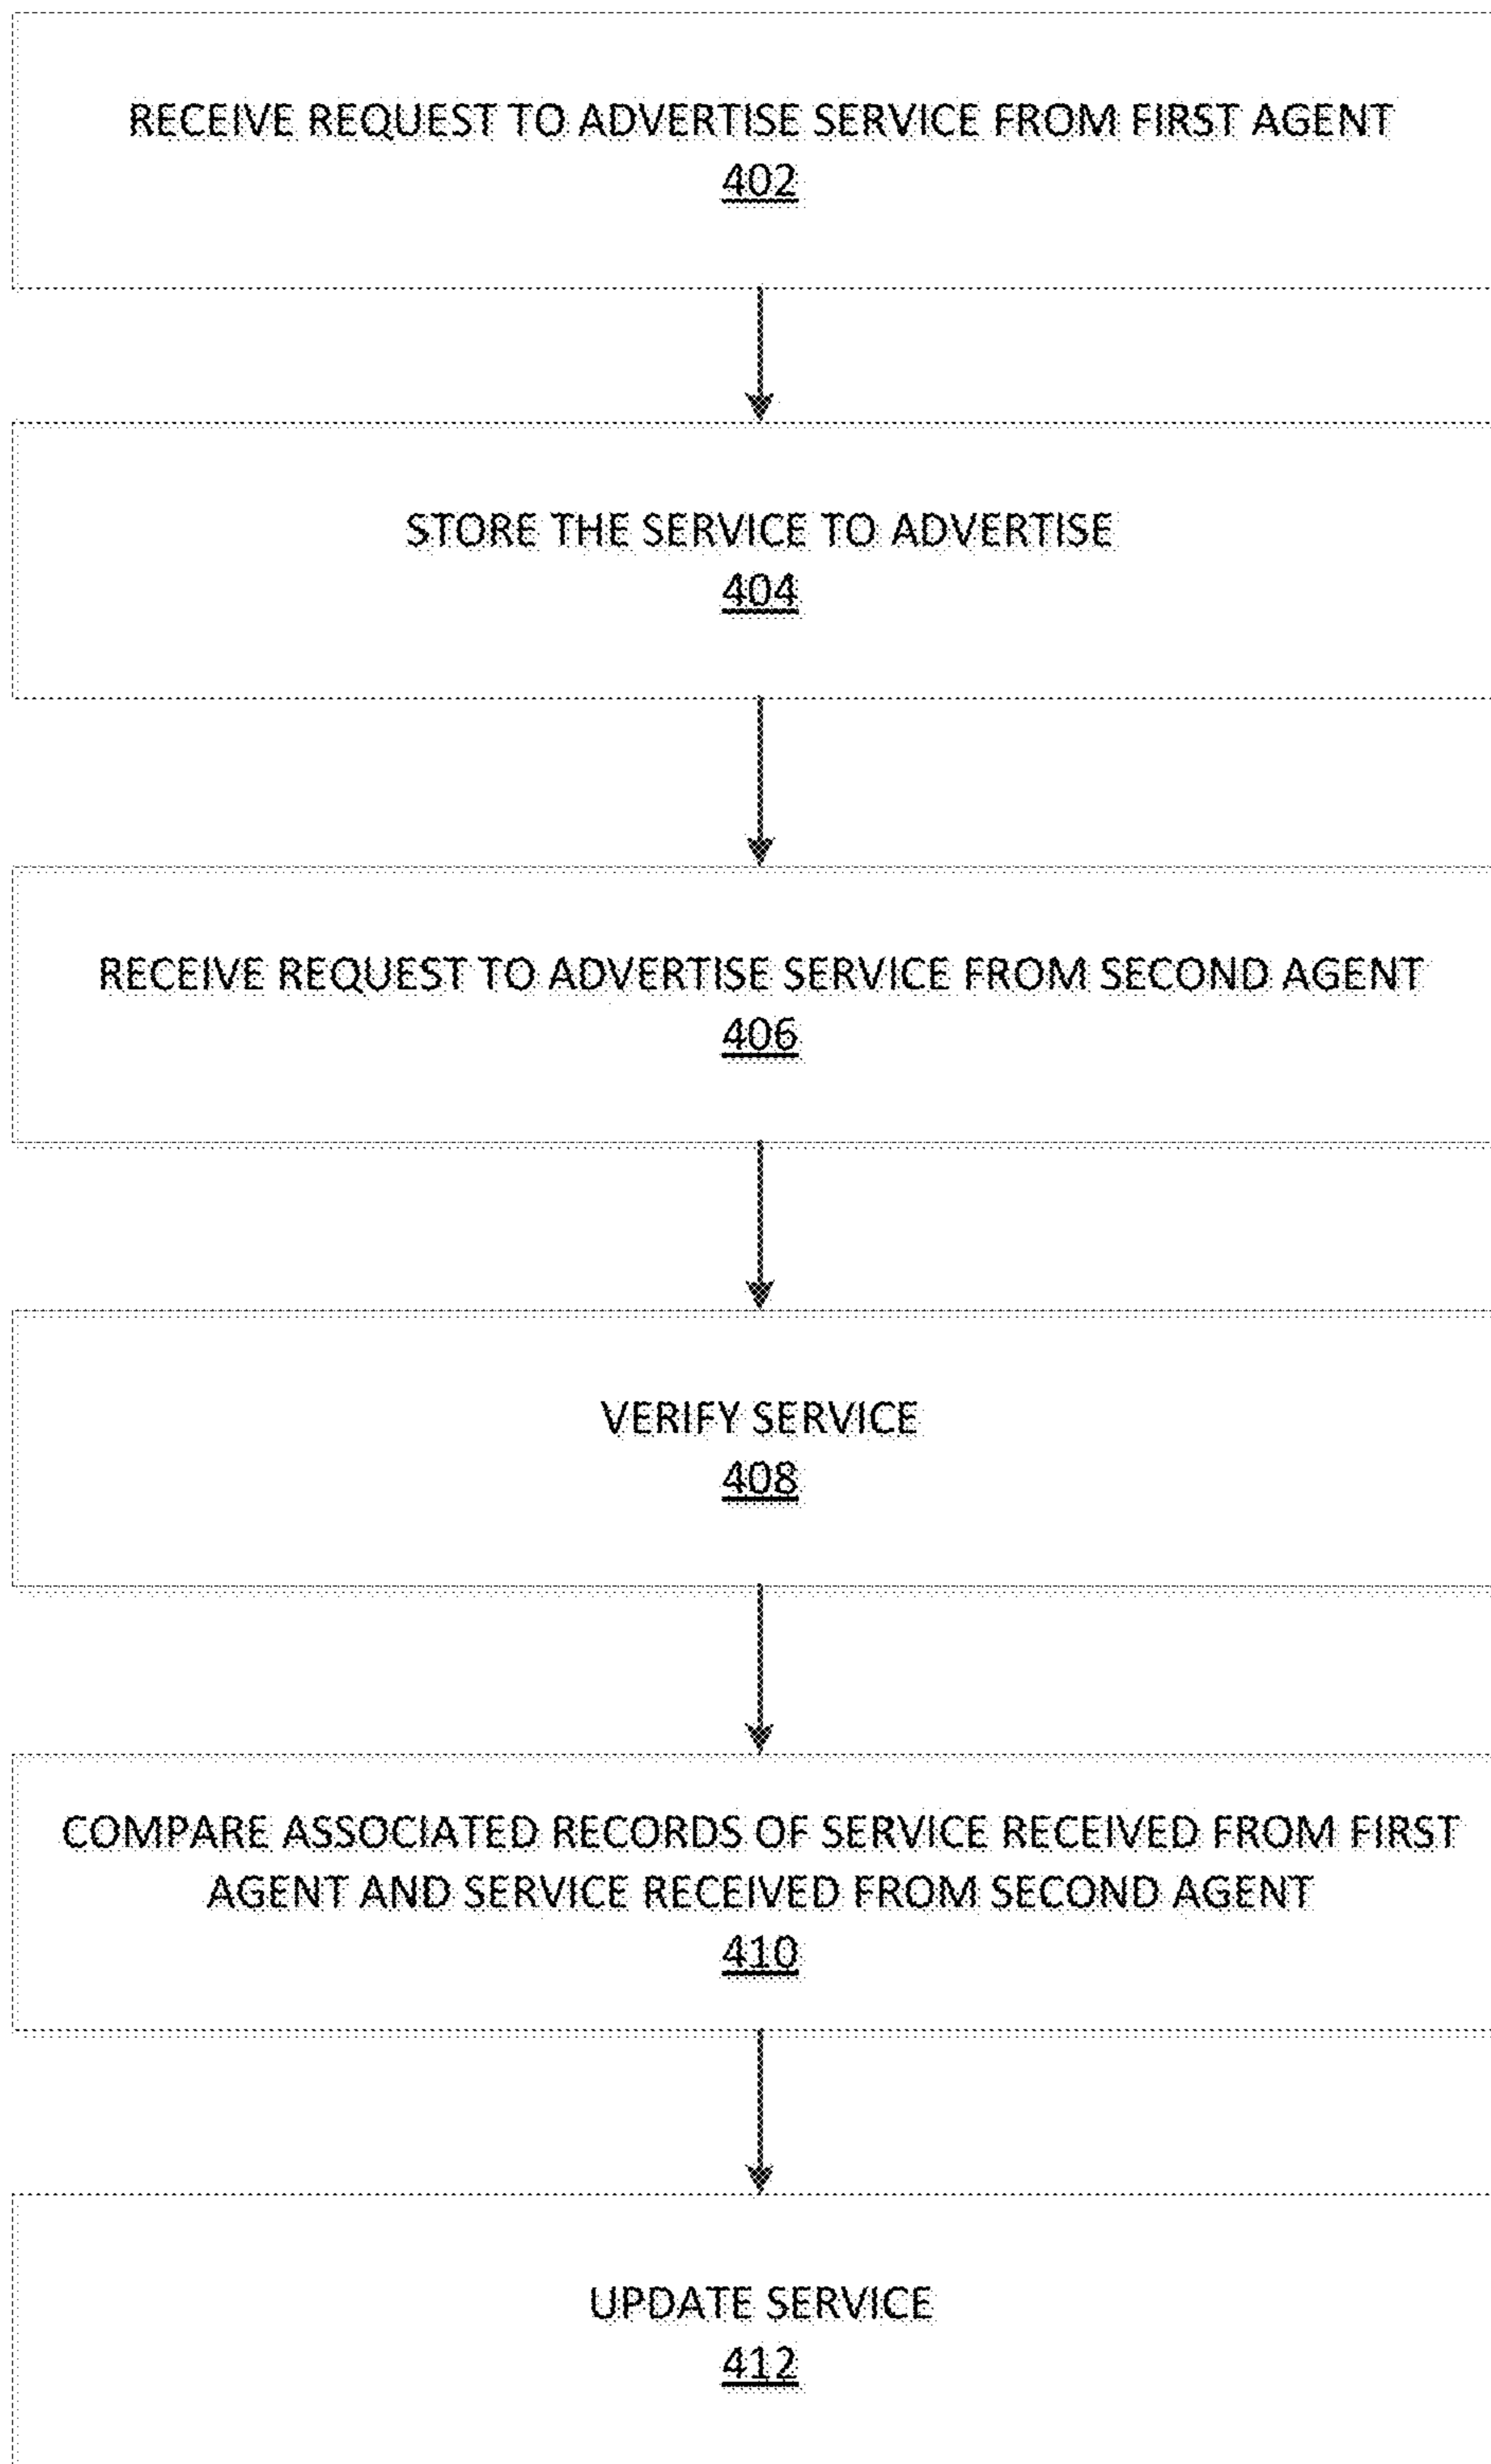 RECEIVE REQUEST TO ADVERTISE SERVICE FROM FIRST AGENT
402
STORE THE SERVICE TO ADVERTISE
404
RECEIVE REQUEST TO ADVERTISE SERVICE FROM SECOND AGENT
406
VERIFY SERVICE
408
COMPARE ASSOCIATED RECORDS OF SERVICE RECEIVED FROM FIRST
AGENT AND SERVICE RECEIVED FROM SECOND AGENT
410
UPDATE SERVICE
412